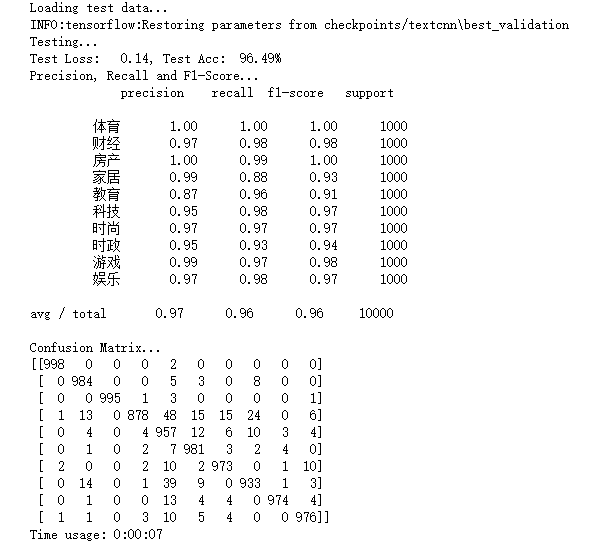 Loading test data...
INFO:tensorflow:Restoring parameters from checkpoints/textcnn\best_validation
Testing...
Test Loss:   0.14, Test Acc:  96.49%
Precision, Recall and F1-Score...
precision    recall  f1-score   support
体育       1.00      1.00      1.00      1000
财经       0.97      0.98      0.98      1000
房产       1.00      0.99      1.00      1000
家居       0.99      0.88      0.93      1000
教育       0.87      0.96      0.91      1000
科技       0.95      0.98      0.97      1000
时尚       0.97      0.97      0.97      1000
时政       0.95      0.93      0.94      1000
游戏       0.99      0.97      0.98      1000
娱乐       0.97      0.98      0.97      1000
avg / total       0.97      0.96      0.96     10000
Confusion Matrix...
[[998   0   0   0   2   0   0   0   0   0]
[  0 984   0   0   5   3   0   8   0   0]
[  0   0 995   1   3   0   0   0   0   1]
[  1  13   0 878  48  15  15  24   0   6]
[  0   4   0   4 957  12   6  10   3   4]
[  0   1   0   2   7 981   3   2   4   0]
[  2   0   0   2  10   2 973   0   1  10]
[  0  14   0   1  39   9   0 933   1   3]
[  0   1   0   0  13   4   4   0 974   4]
[  1   1   0   3  10   5   4   0   0 976]]
Time usage: 0:00:07